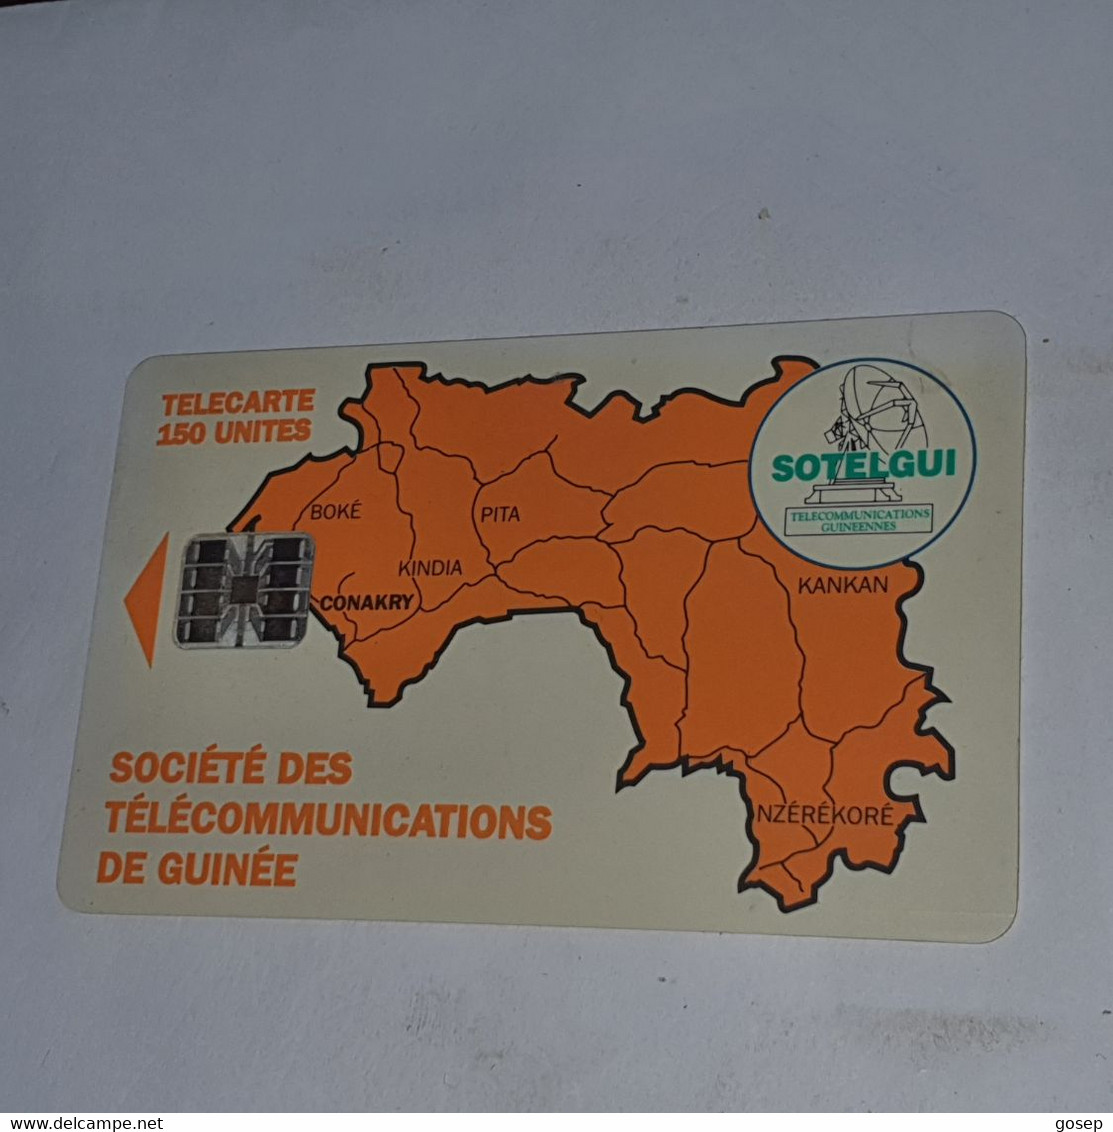 TELECARTE
150 UNITES
SOTELGUI
TELECOMMUNICATIONS
GUINEENNES
BOKÉ
PITA
KINDIA
CONAKRY
KANKAN
NZÉRÉKORÉ
SOCIÉTÉ DES
TÉLÉCOMMUNICATIONS
DE GUINÉE
delcampe.net
gosep